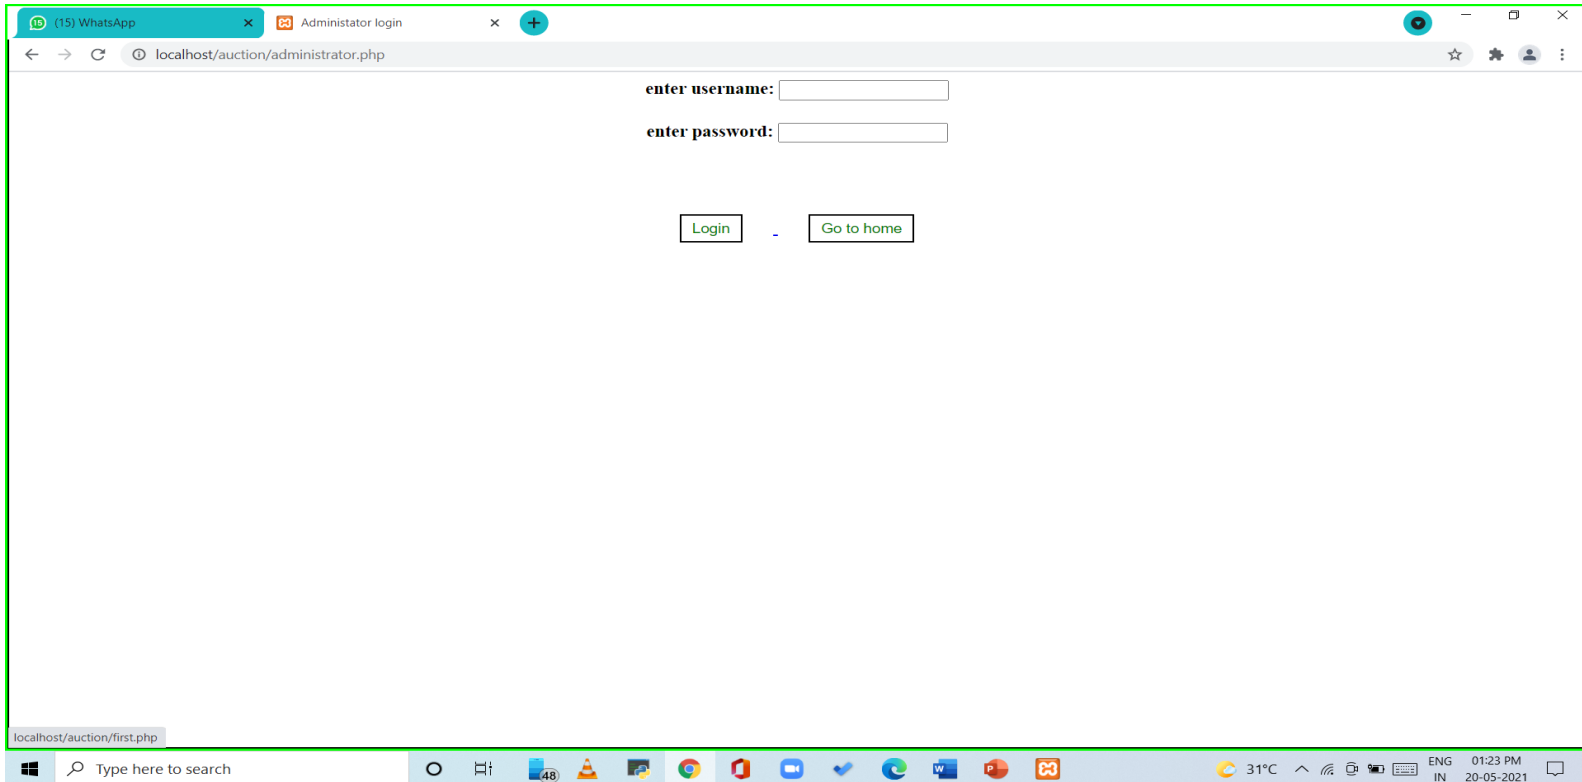 15 (15) WhatsApp
Administator login
localhost/auction/administrator.php
enter username:
enter password:
Login - Go to home
localhost/auction/first.php
Type here to search
48
31°C
ENG
IN
01:23 PM
20-05-2021